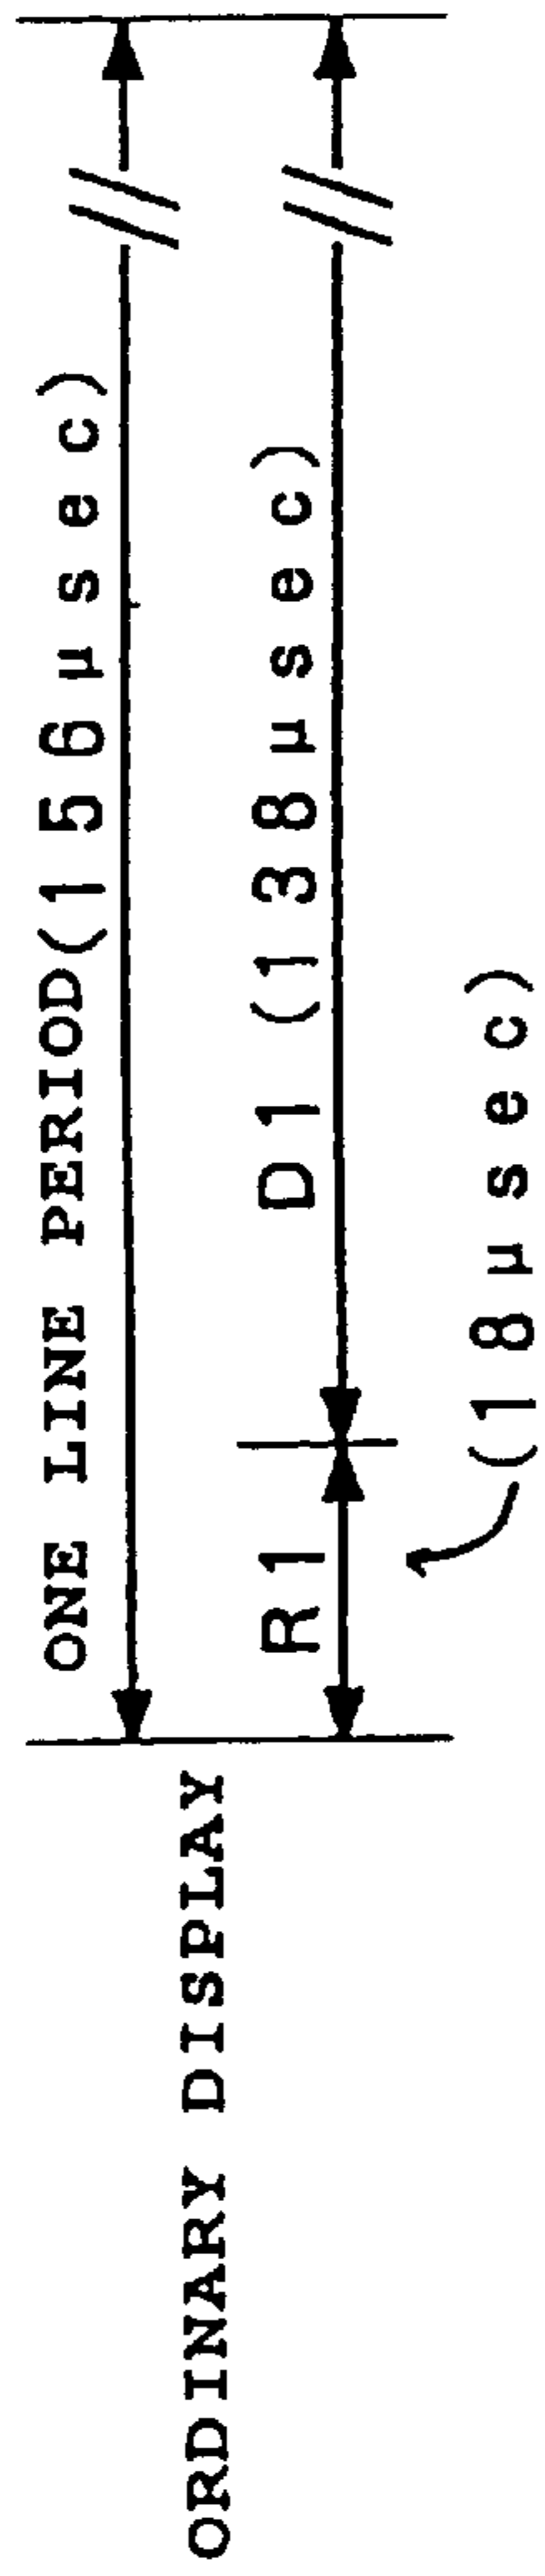 ONE LINE PERIOD(156μsec)
ORDINARY DISPLAY
R1
D1 (138μsec)
(18μsec)